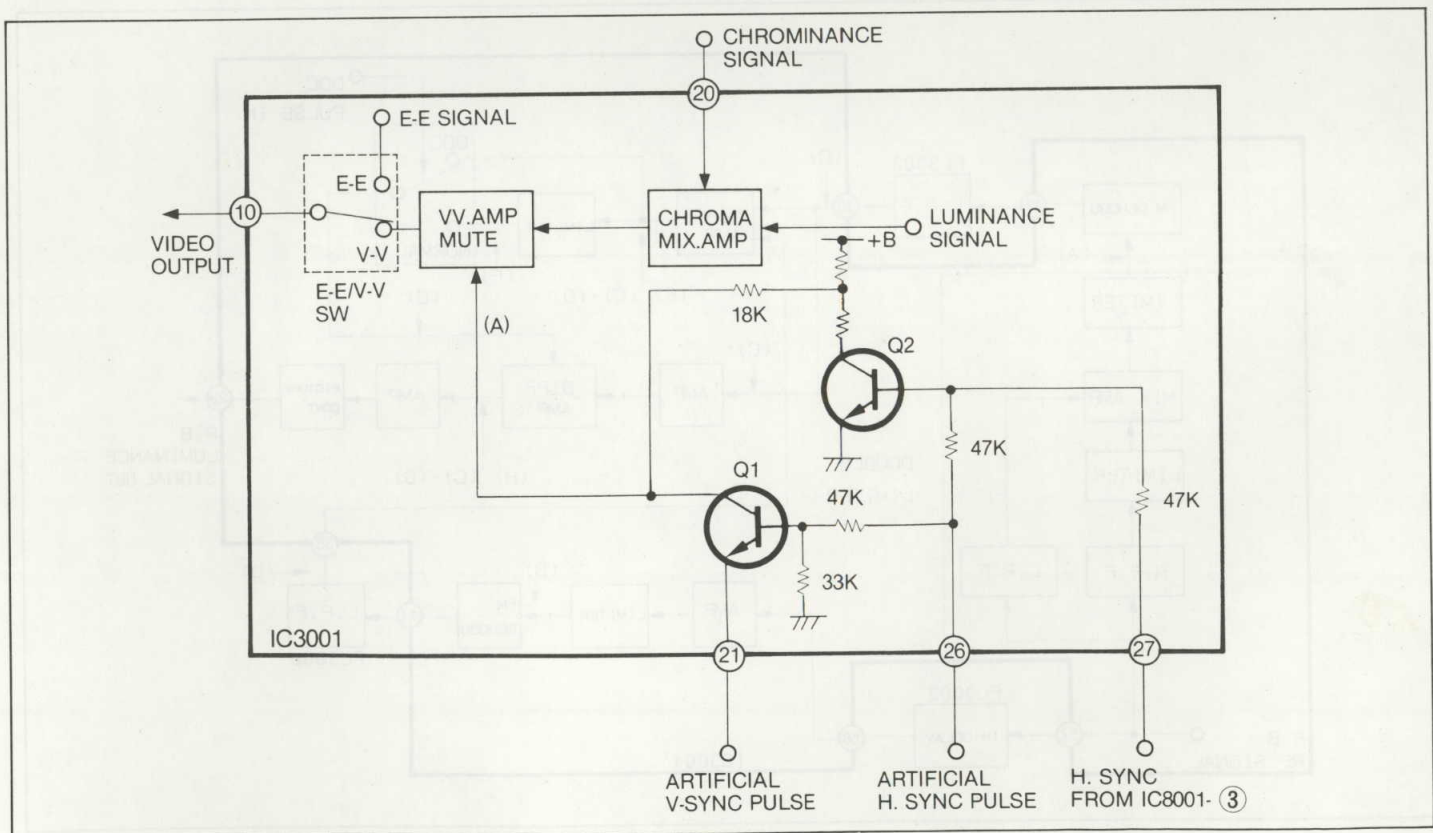 CHROMINANCE
SIGNAL
20
E-E SIGNAL
E-E
10
VIDEO
OUTPUT
V-V
E-E/V-V
SW
VV.AMP
MUTE
CHROMA
MIX.AMP
LUMINANCE
SIGNAL
+B
(A)
18K
Q2
47K
Q1
47K
47K
33K
IC3001
21
26
27
ARTIFICIAL
V-SYNC PULSE
ARTIFICIAL
H. SYNC PULSE
H. SYNC
FROM IC8001- 3